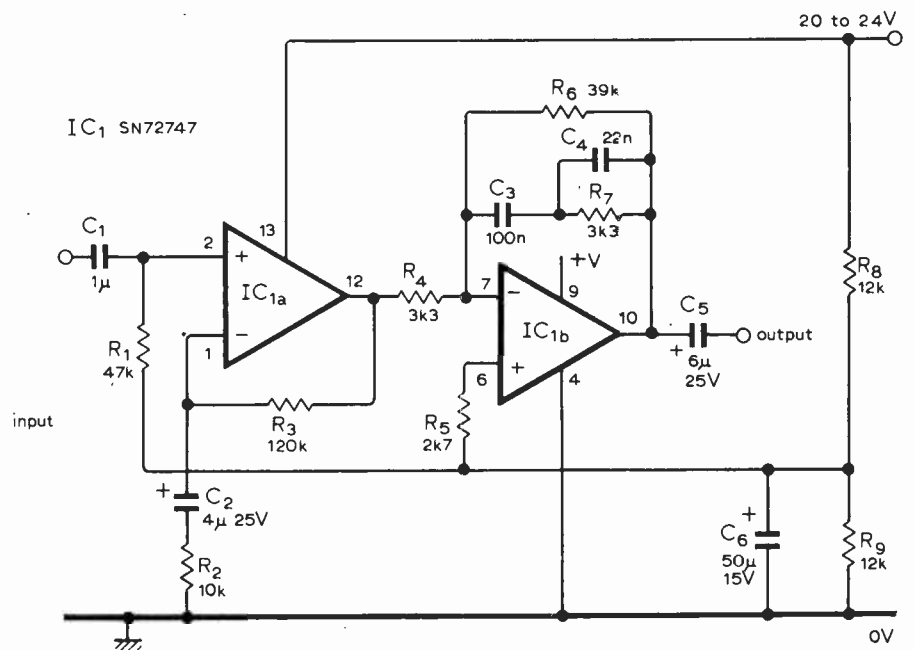 20 to 24V
R6 39k
IC1 SN72747
C4 22n
C3
100n
R7
3k3
C1
1μ
13
2
+
IC1a
12
−
1
R4
3k3
7
−
+V
9
IC1b
10
6
+
4
R8
12k
C5
+
6μ
25V
output
R1
47k
R3
120k
R5
2k7
input
+
C2
4μ 25V
R2
10k
+
C6
50μ
15V
R9
12k
0V